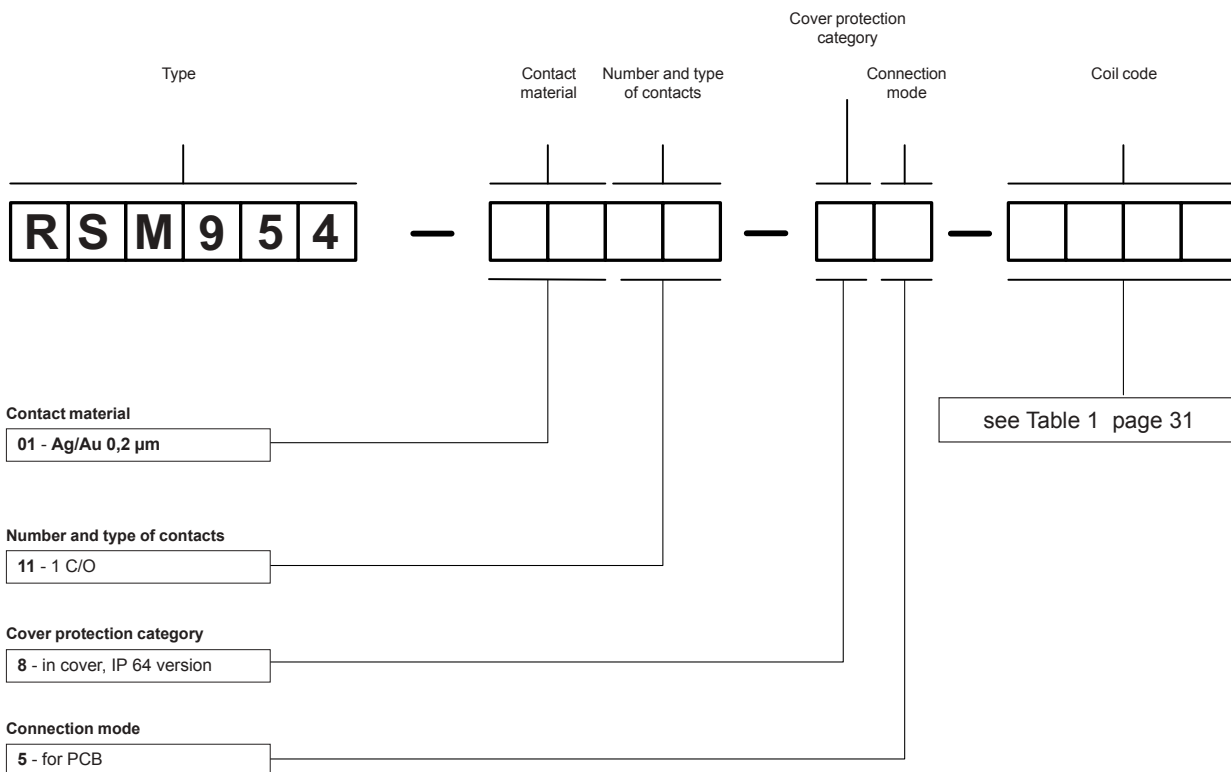 Cover protection
category
Type
Contact
material
Number and type
of contacts
Connection
mode
Coil code
R S M 9 5 4 — — —
Contact material
01 - Ag/Au 0,2 µm
see Table 1 page 31
Number and type of contacts
11 - 1 C/O
Cover protection category
8 - in cover, IP 64 version
Connection mode
5 - for PCB